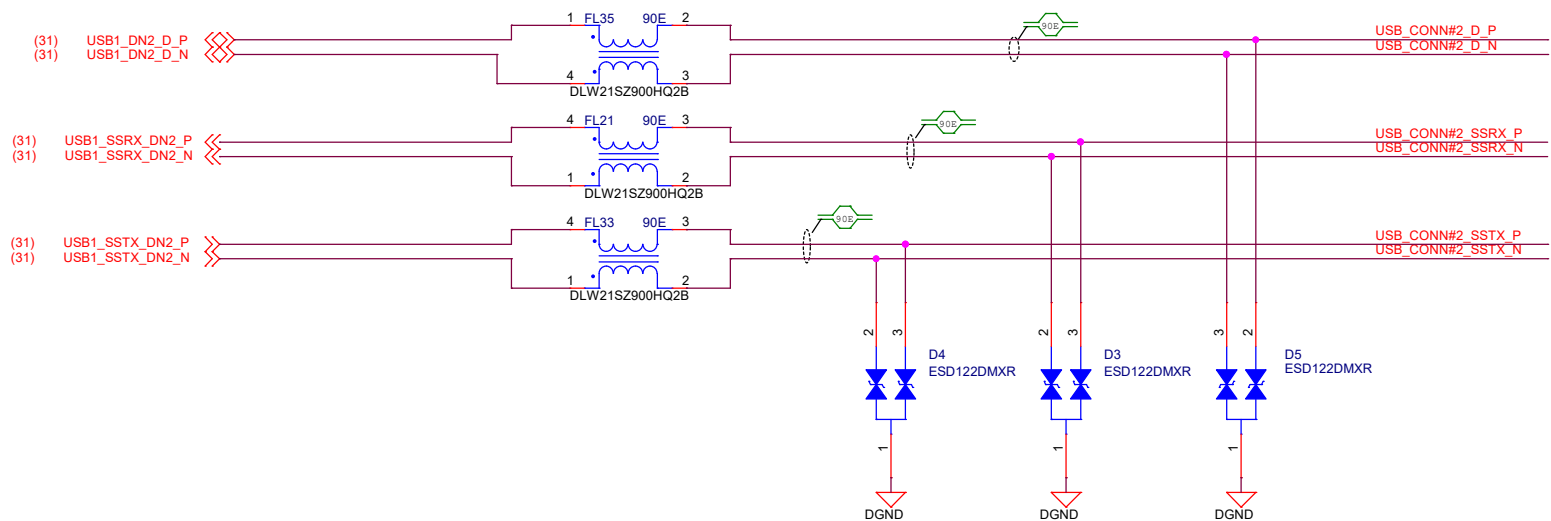 1 FL35 90E 2
90E
(31) USB1_DN2_D_P
USB_CONN#2_D_P
(31) USB1_DN2_D_N
USB_CONN#2_D_N
4 3
DLW21SZ900HQ2B
4 FL21 90E 3
90E
(31) USB1_SSRX_DN2_P
USB_CONN#2_SSRX_P
(31) USB1_SSRX_DN2_N
USB_CONN#2_SSRX_N
1 2
DLW21SZ900HQ2B
4 FL33 90E 3
90E
(31) USB1_SSTX_DN2_P
USB_CONN#2_SSTX_P
(31) USB1_SSTX_DN2_N
USB_CONN#2_SSTX_N
1 2
DLW21SZ900HQ2B
2 3 2 3 3 2
D4 D3 D5
ESD122DMXR ESD122DMXR ESD122DMXR
1 1 1
DGND DGND DGND